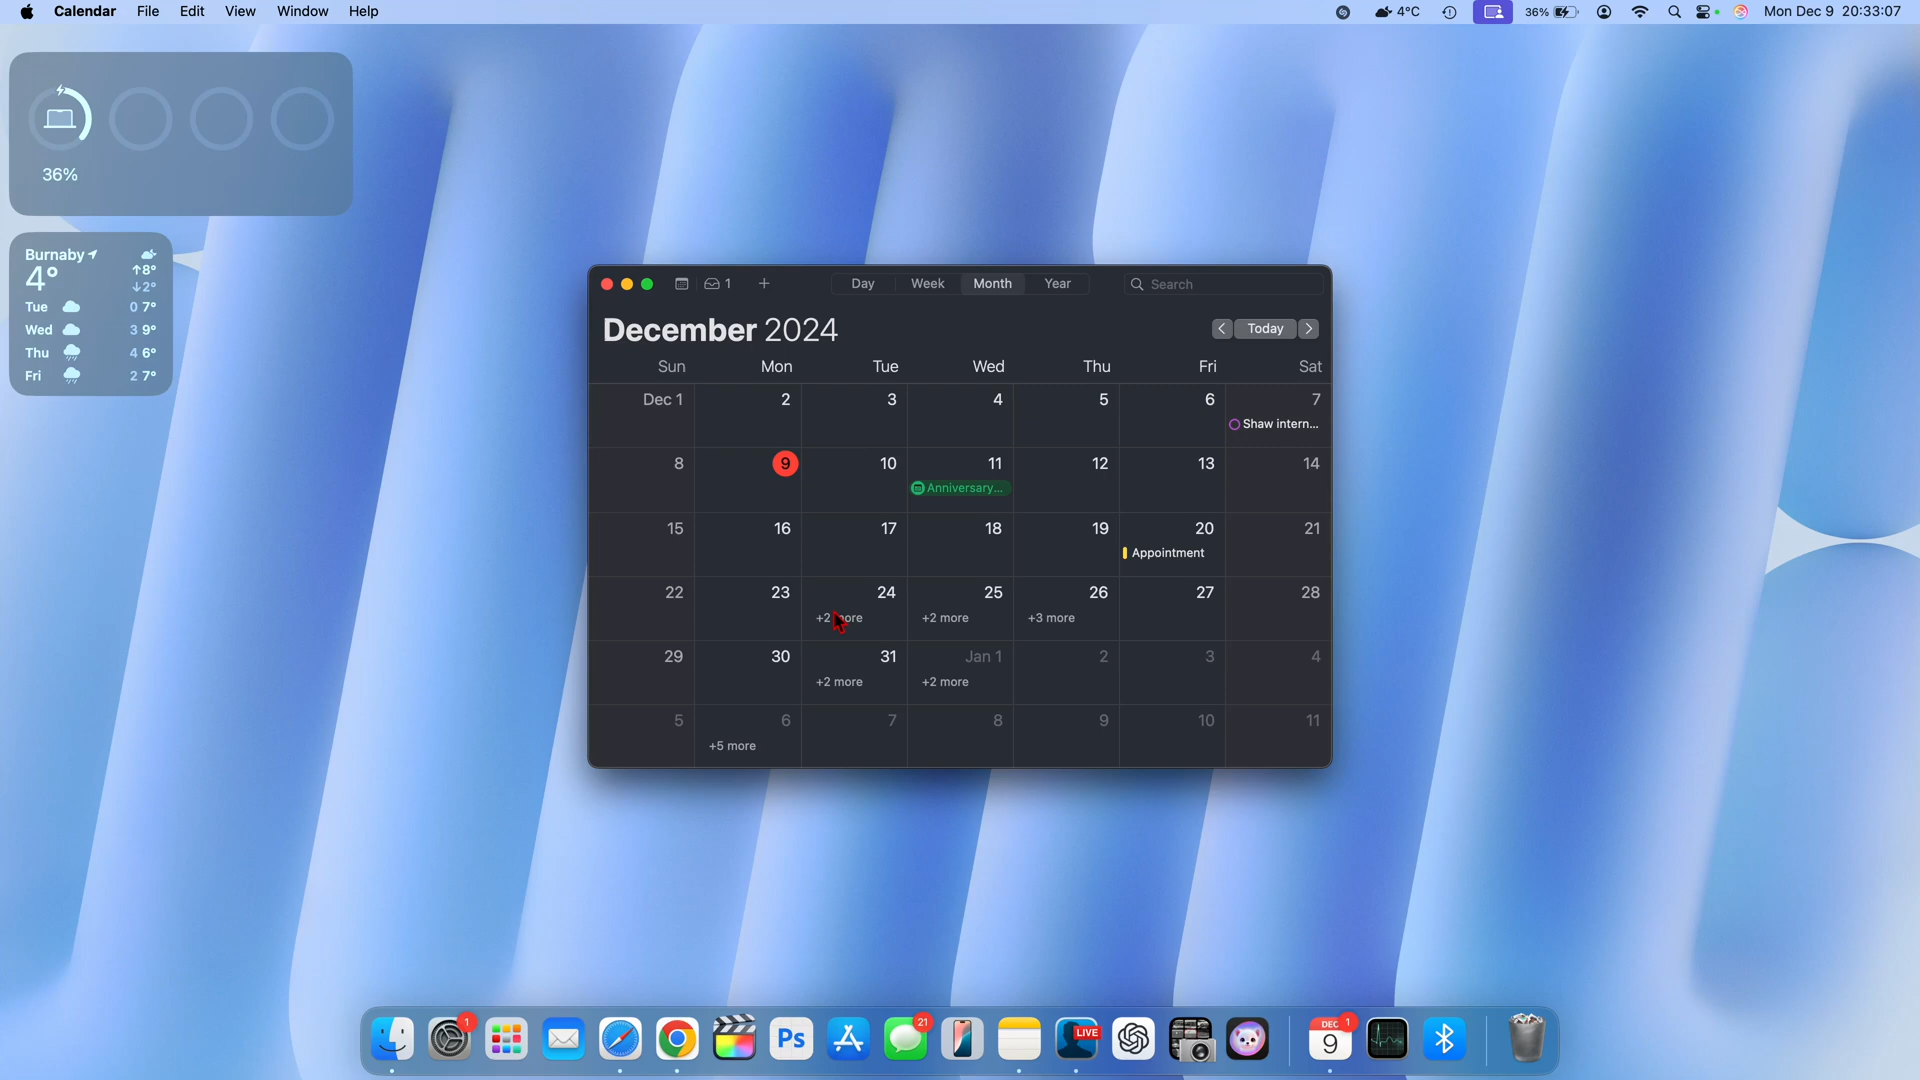 Calendar File Edit View Window Help
4°C 36% Mon Dec 9 20:33:07
36%
Burnaby
4°
↑8°
↓2°
Tue 0 7°
Wed 3 9°
Thu 4 6°
Fri 2 7°
1 + Day Week Month Year Search
December 2024 < Today >
Sun Mon Tue Wed Thu Fri Sat
Dec 1 2 3 4 5 6 7
Shaw intern...
8 9 10 11 12 13 14
Anniversary...
15 16 17 18 19 20 21
Appointment
22 23 24 25 26 27 28
+2 more +2 more +3 more
29 30 31 Jan 1 2 3 4
+2 more +2 more
5 6 7 8 9 10 11
+5 more
1 21 LIVE DEC 1
Ps 9